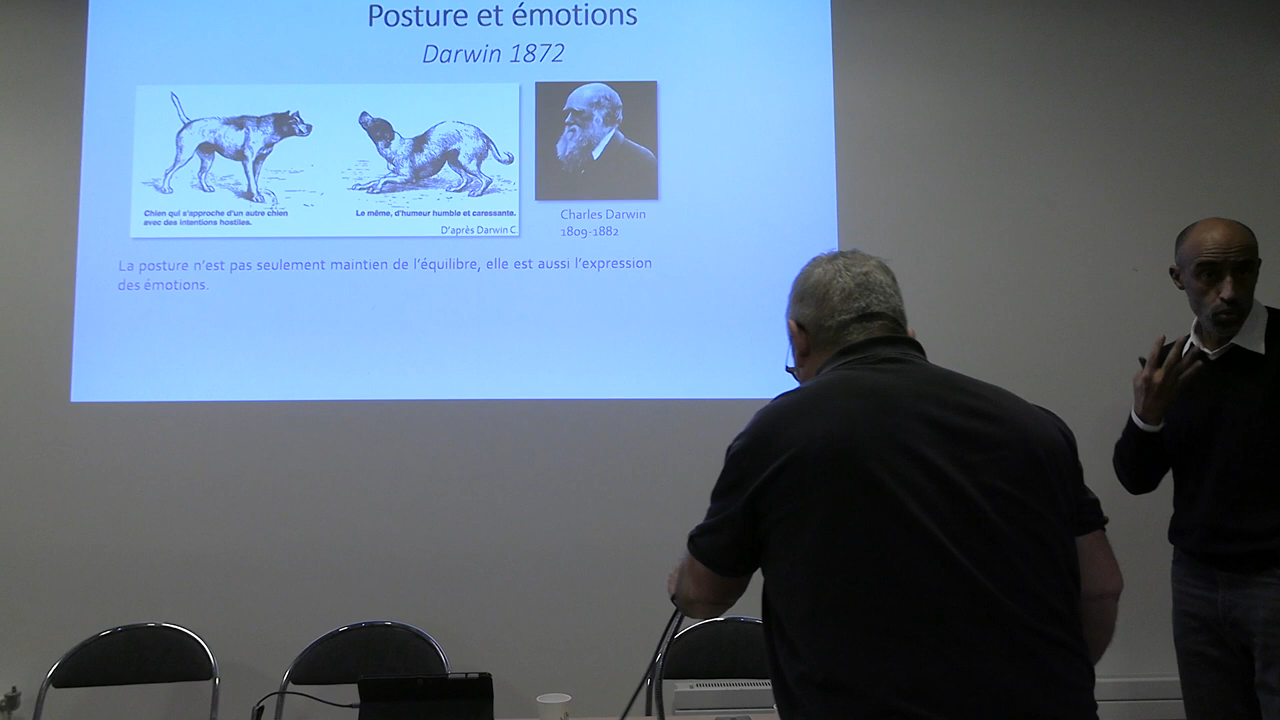 Posture et émotions
Darwin 1872
Chien qui s'approche d'un autre chien
avec des intentions hostiles.
Le même, d'humeur humble et caressante.
D'après Darwin C
Charles Darwin
1809-1882
La posture n'est pas seulement maintien de l'équilibre, elle est aussi l'expression
des émotions.